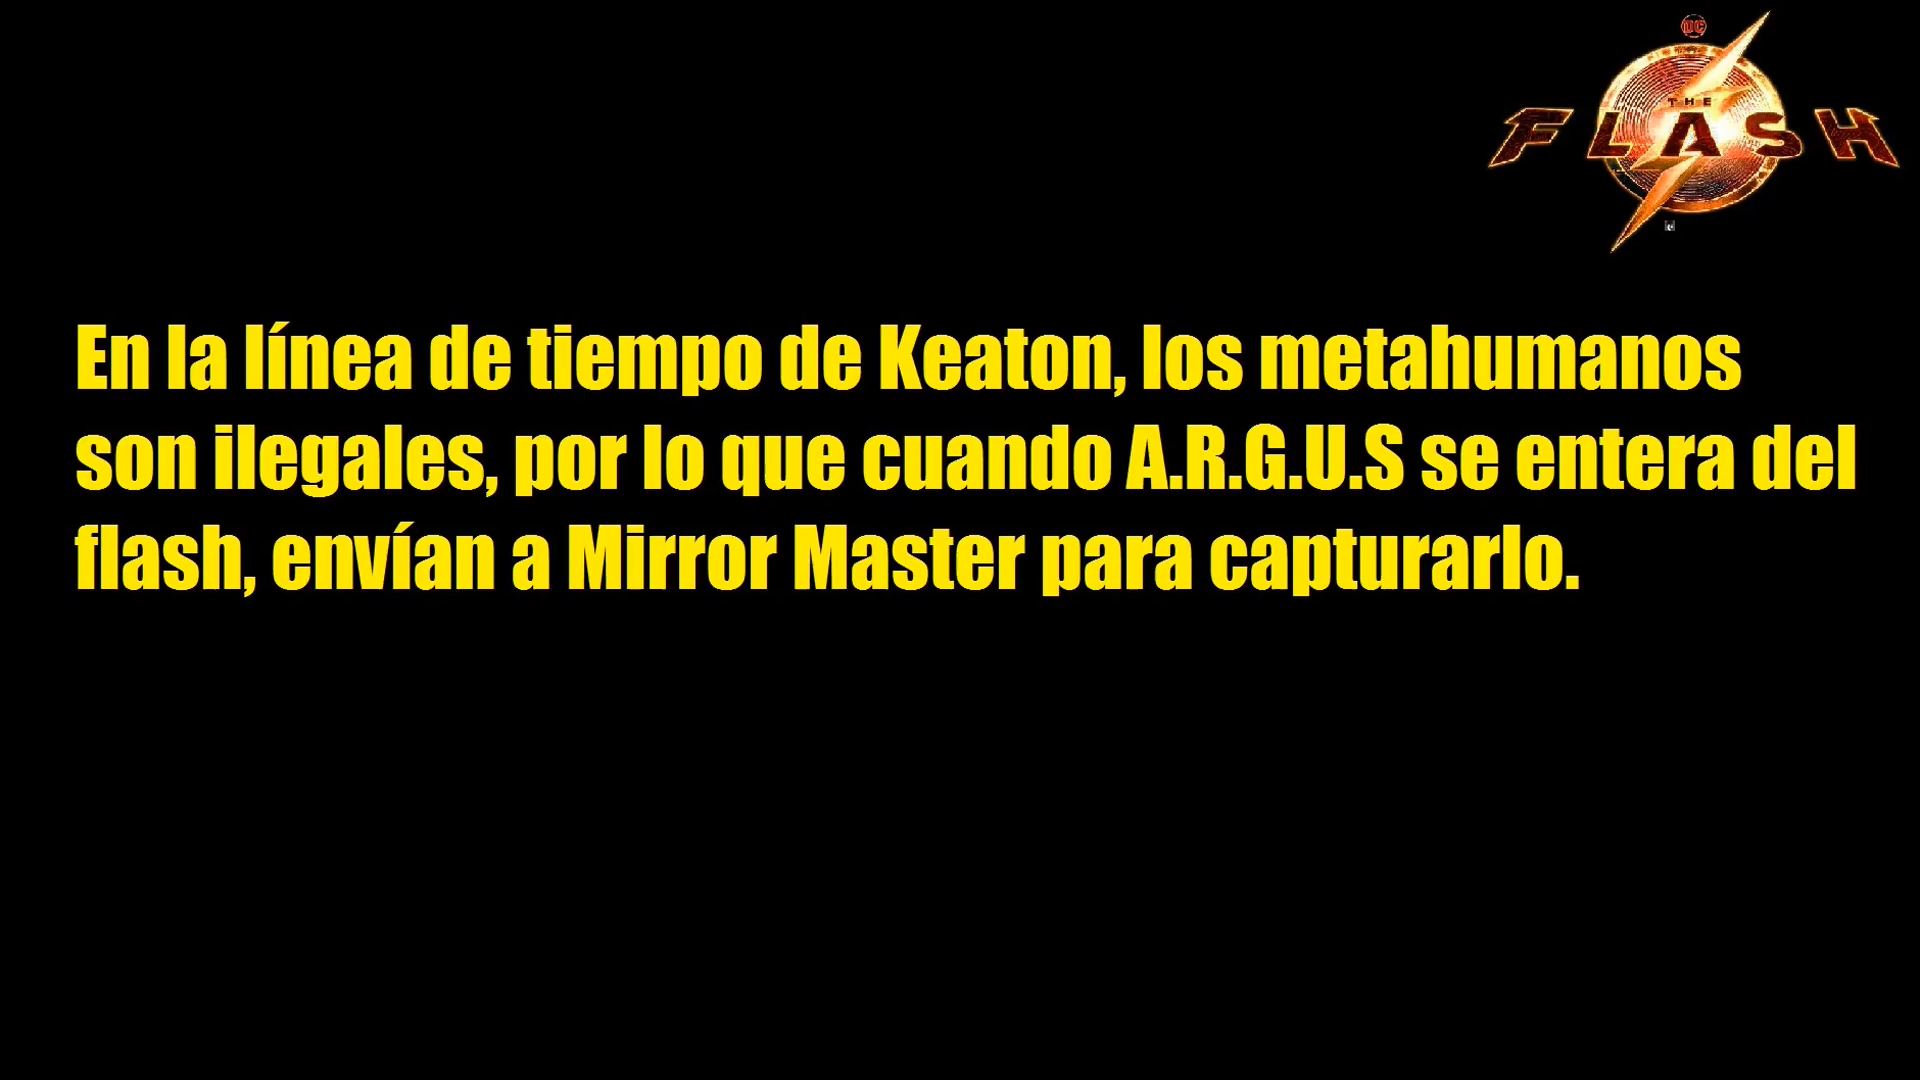 DC
THE
FLASH
En la línea de tiempo de Keaton, los metahumanos
son ilegales, por lo que cuando A.R.G.U.S se entera del
flash, envían a Mirror Master para capturarlo.